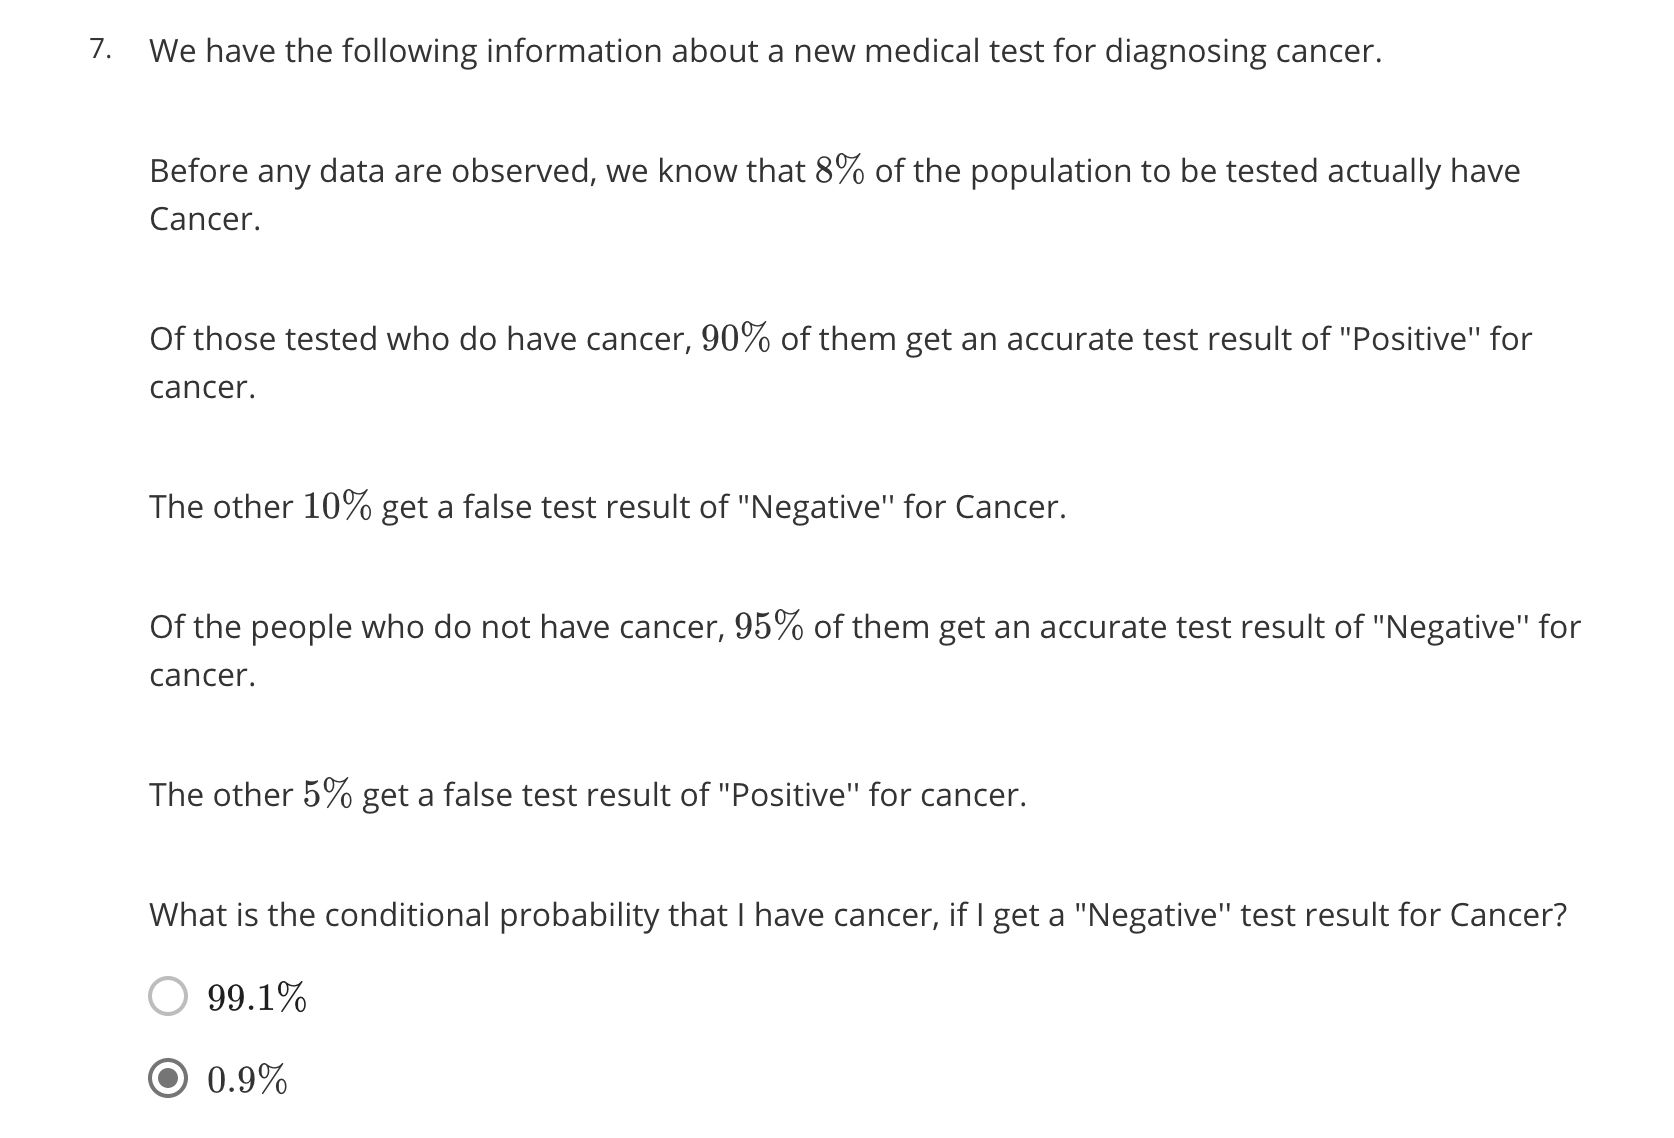 7. We have the following information about a new medical test for diagnosing cancer.
Before any data are observed, we know that 8% of the population to be tested actually have
Cancer.
Of those tested who do have cancer, 90% of them get an accurate test result of "Positive'' for
cancer.
The other 10% get a false test result of "Negative'' for Cancer.
Of the people who do not have cancer, 95% of them get an accurate test result of "Negative'' for
cancer.
The other 5% get a false test result of "Positive'' for cancer.
What is the conditional probability that I have cancer, if I get a "Negative'' test result for Cancer?
99.1%
0.9%